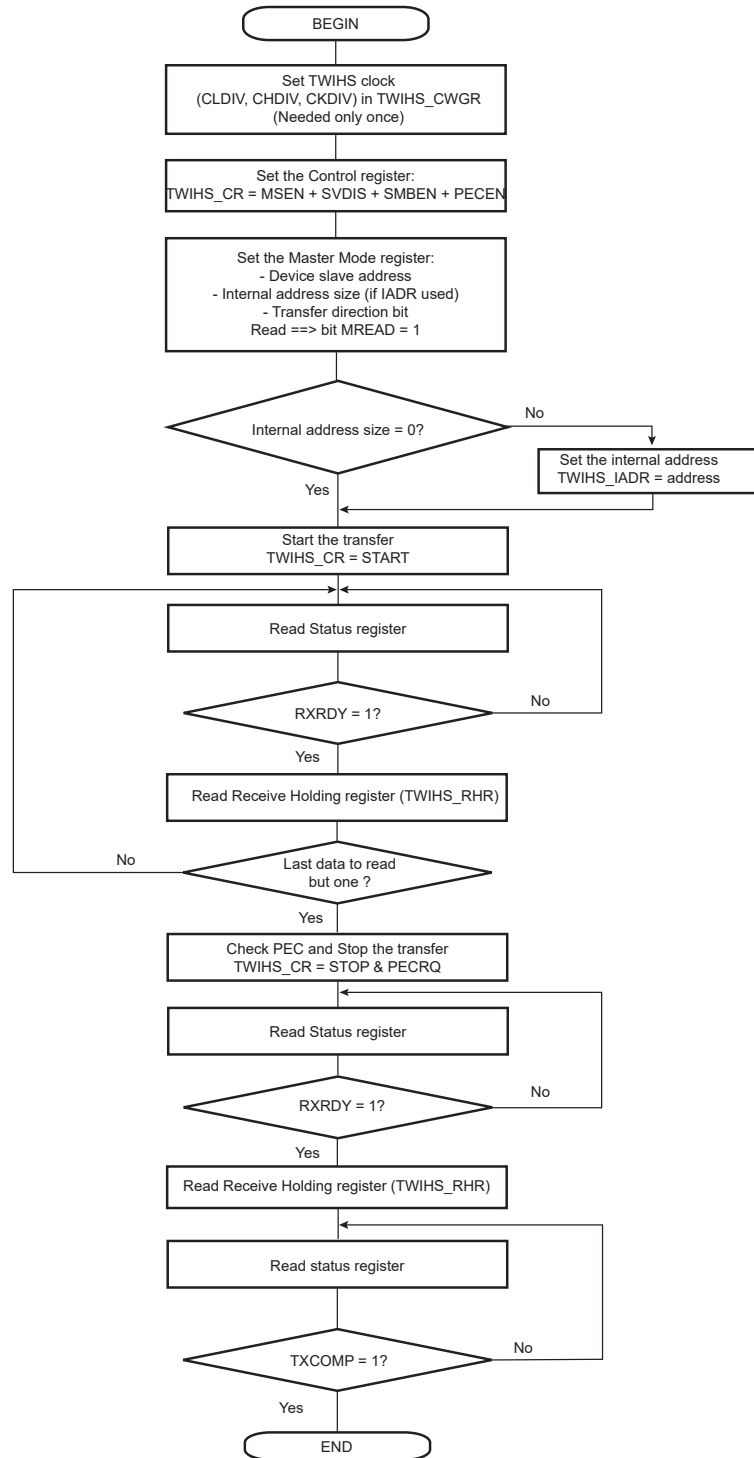 BEGIN
Set TWIHS clock
(CLDIV, CHDIV, CKDIV) in TWIHS_CWGR
(Needed only once)
Set the Control register:
TWIHS_CR = MSEN + SVDIS + SMBEN + PECEN
Set the Master Mode register:
- Device slave address
- Internal address size (if IADR used)
- Transfer direction bit
Read ==> bit MREAD = 1
Internal address size = 0?
No
Set the internal address
TWIHS_IADR = address
Yes
Start the transfer
TWIHS_CR = START
Read Status register
RXRDY = 1?
No
Yes
Read Receive Holding register (TWIHS_RHR)
No
Last data to read
but one ?
Yes
Check PEC and Stop the transfer
TWIHS_CR = STOP & PECRQ
Read Status register
RXRDY = 1?
No
Yes
Read Receive Holding register (TWIHS_RHR)
Read status register
TXCOMP = 1?
No
Yes
END